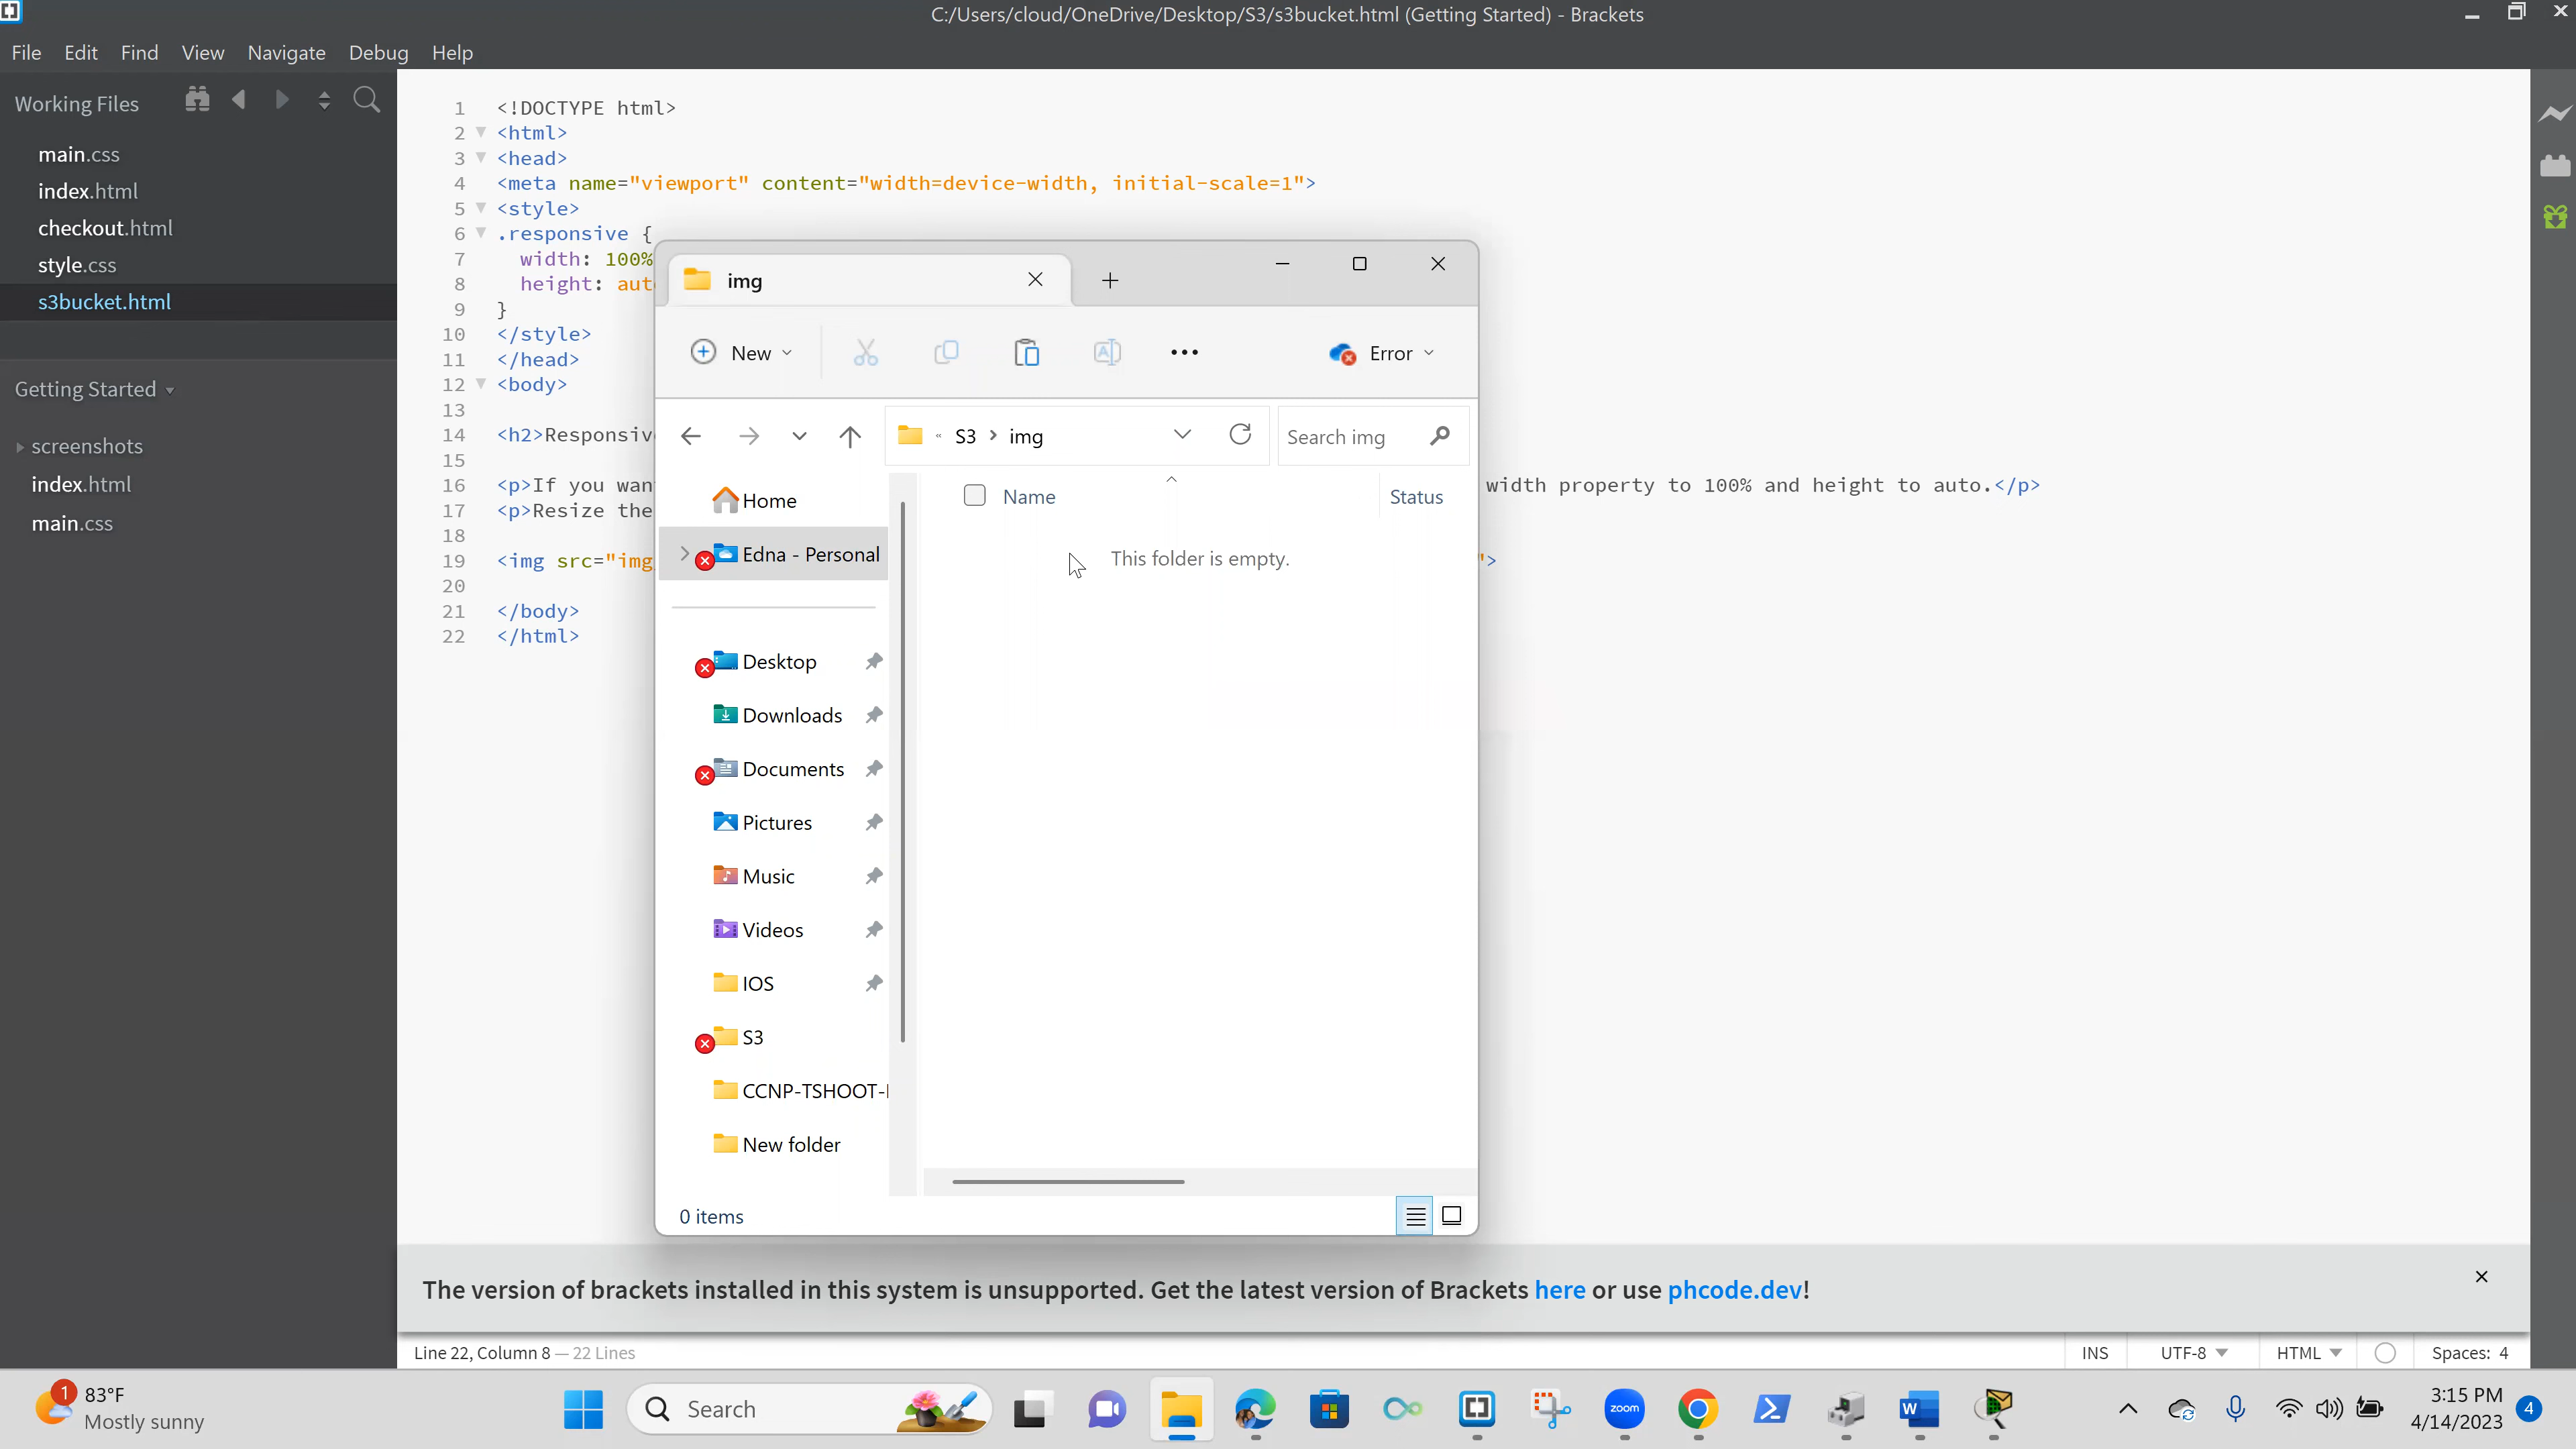 C:/Users/cloud/OneDrive/Desktop/S3/s3bucket.html (Getting Started) - Brackets
File Edit Find View Navigate Debug Help
Working Files
main.css
index.html
checkout.html
style.css
s3bucket.html
Getting Started
screenshots
index.html
main.css
1 <!DOCTYPE html>
2 <html>
3 <head>
4 <meta name="viewport" content="width=device-width, initial-scale=1">
5 <style>
6 .responsive {
7 width: 100%
8 height: aut
9 }
10 </style>
11 </head>
12 <body>
13
14 <h2>Responsiv
15
16 <p>If you wan width property to 100% and height to auto.</p>
17 <p>Resize the
18
19 <img src="img ">
20
21 </body>
22 </html>
img
New
Error
« S3 > img
Search img
Name Status
This folder is empty.
Home
Edna - Personal
Desktop
Downloads
Documents
Pictures
Music
Videos
IOS
S3
CCNP-TSHOOT-
New folder
0 items
The version of brackets installed in this system is unsupported. Get the latest version of Brackets here or use phcode.dev!
Line 22, Column 8 — 22 Lines
INS UTF-8 HTML Spaces: 4
1
83°F
Mostly sunny
Search
zoom
W
3:15 PM
4/14/2023
4